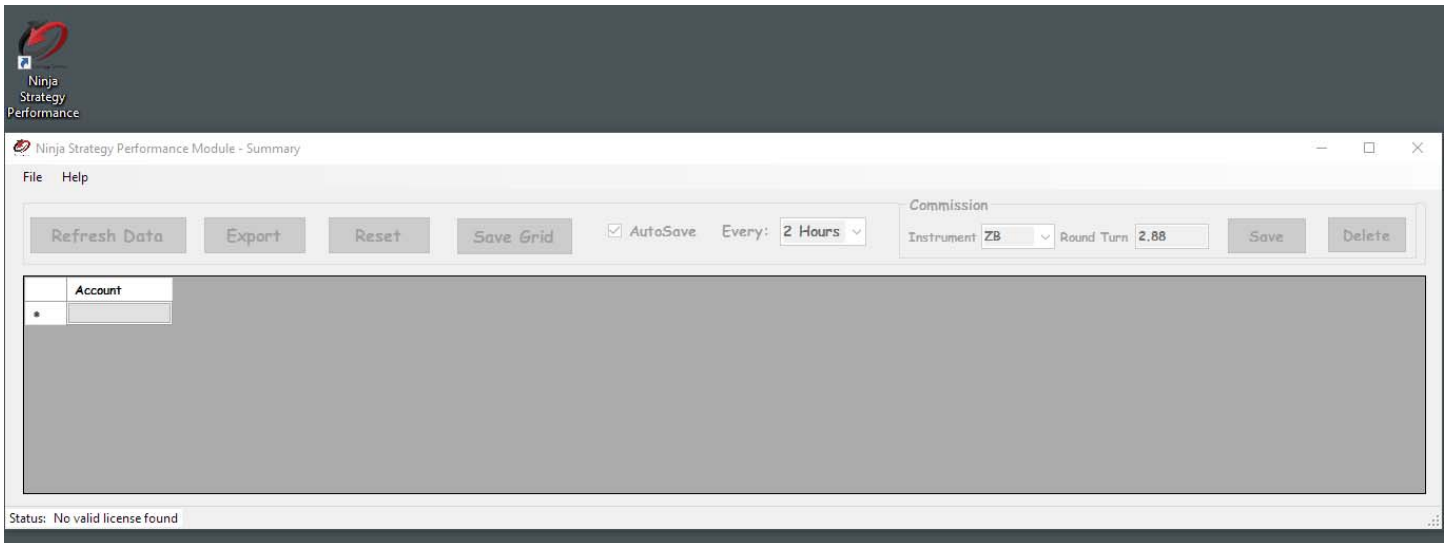 Ninja
Strategy
Performance
Ninja Strategy Performance Module - Summary
File Help
Refresh Data Export Reset Save Grid AutoSave Every: 2 Hours
Commission
Instrument ZB Round Turn 2.88 Save Delete
Account
Status: No valid license found